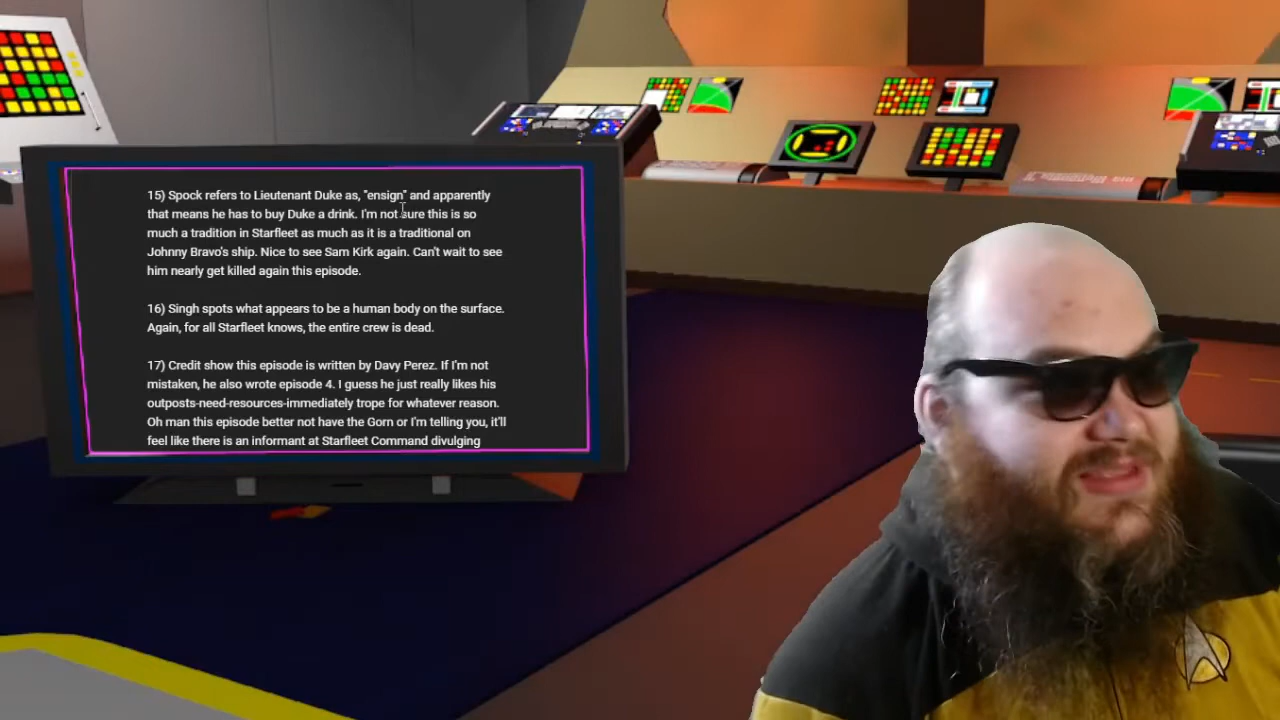 15) Spock refers to Lieutenant Duke as, "ensign" and apparently
that means he has to buy Duke a drink. I'm not sure this is so
much a tradition in Starfleet as much as it is a traditional on
Johnny Bravo's ship. Nice to see Sam Kirk again. Can't wait to see
him nearly get killed again this episode.
16) Singh spots what appears to be a human body on the surface.
Again, for all Starfleet knows, the entire crew is dead.
17) Credit show this episode is written by Davy Perez. If I'm not
mistaken, he also wrote episode 4. I guess he just really likes his
outposts-need-resources-immediately trope for whatever reason.
Oh man this episode better not have the Gorn or I'm telling you, it'll
feel like there is an informant at Starfleet Command divulging